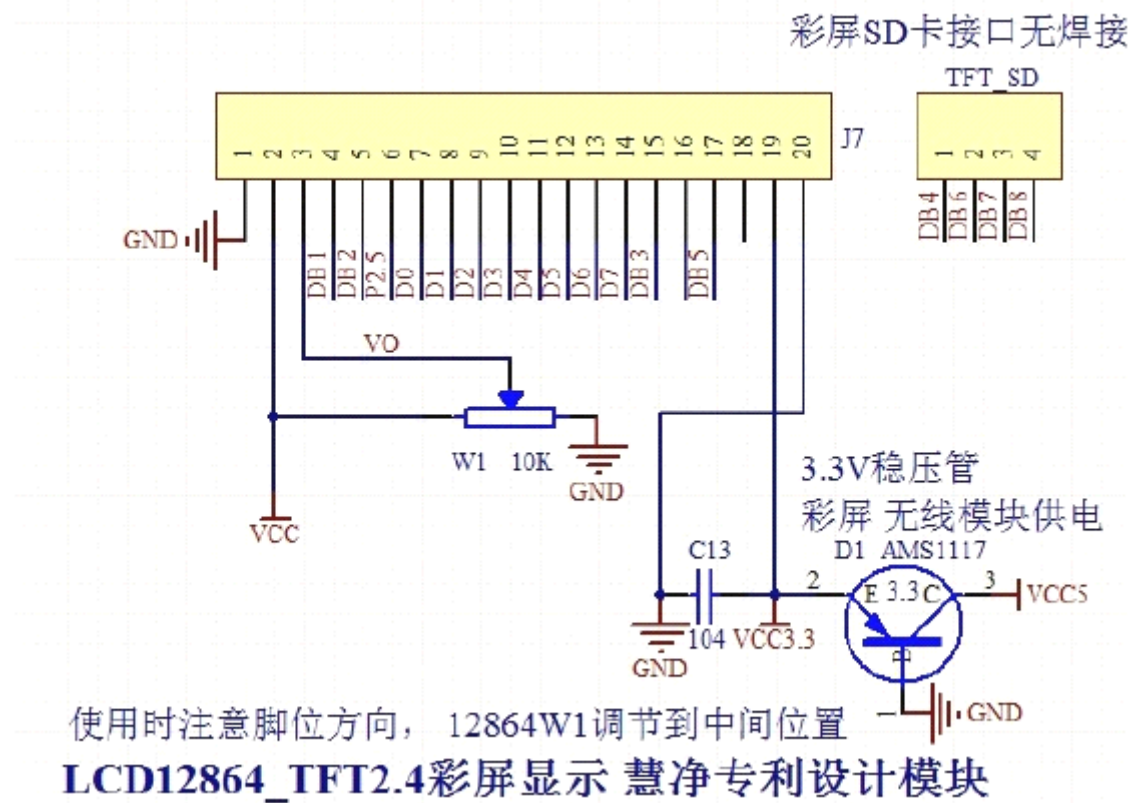 彩屏SD卡接口无焊接
TFT_SD
J7
1 2 3 4 5 6 7 8 9 10 11 12 13 14 15 16 17 18 19 20
1 2 3 4
DB4 DB6 DB7 DB8
GND
DB1 DB2 P2.5 D0 D1 D2 D3 D4 D5 D6 D7 DB3 DB5
VO
W1 10K
GND
VCC
3.3V稳压管
彩屏 无线模块供电
D1 AMS1117
C13
2 E 3.3 C 3 VCC5
104 VCC3.3
GND
B
1 GND
使用时注意脚位方向， 12864W1调节到中间位置
LCD12864_TFT2.4彩屏显示 慧净专利设计模块